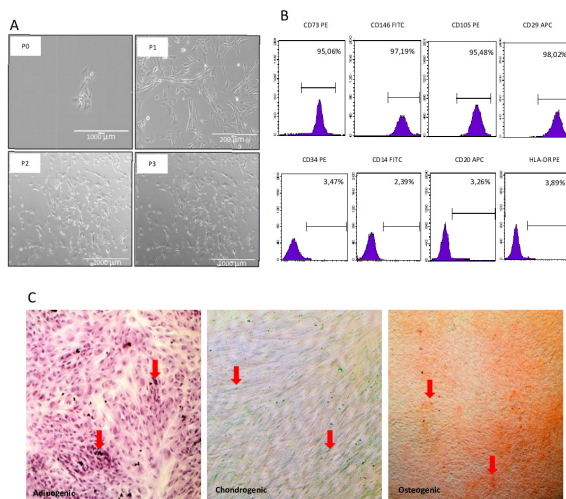 A
P0
P1
1000 µm
200 µm
P2
P3
1000 µm
1000 µm
B
CD73 PE
CD146 FITC
CD105 PE
CD29 APC
95,06%
97,19%
95,48%
98,02%
CD34 PE
CD14 FITC
CD20 APC
HLA-DR PE
3,47%
2,39%
3,26%
3,89%
C
Adipogenic
Chondrogenic
Osteogenic